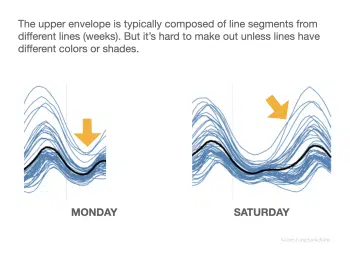 The upper envelope is typically composed of line segments from
different lines (weeks). But it's hard to make out unless lines have
different colors or shades.
MONDAY
SATURDAY